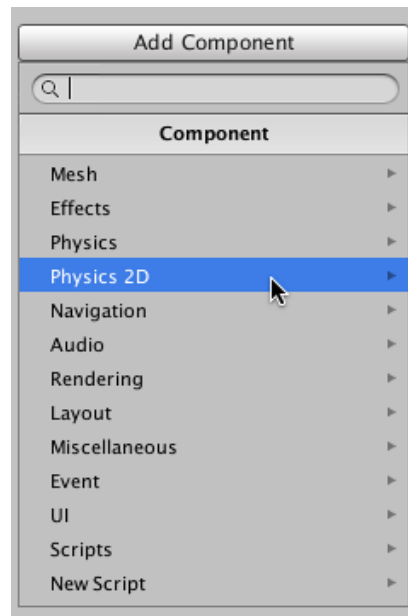 Add Component
Component
Mesh
Effects
Physics
Physics 2D
Navigation
Audio
Rendering
Layout
Miscellaneous
Event
UI
Scripts
New Script